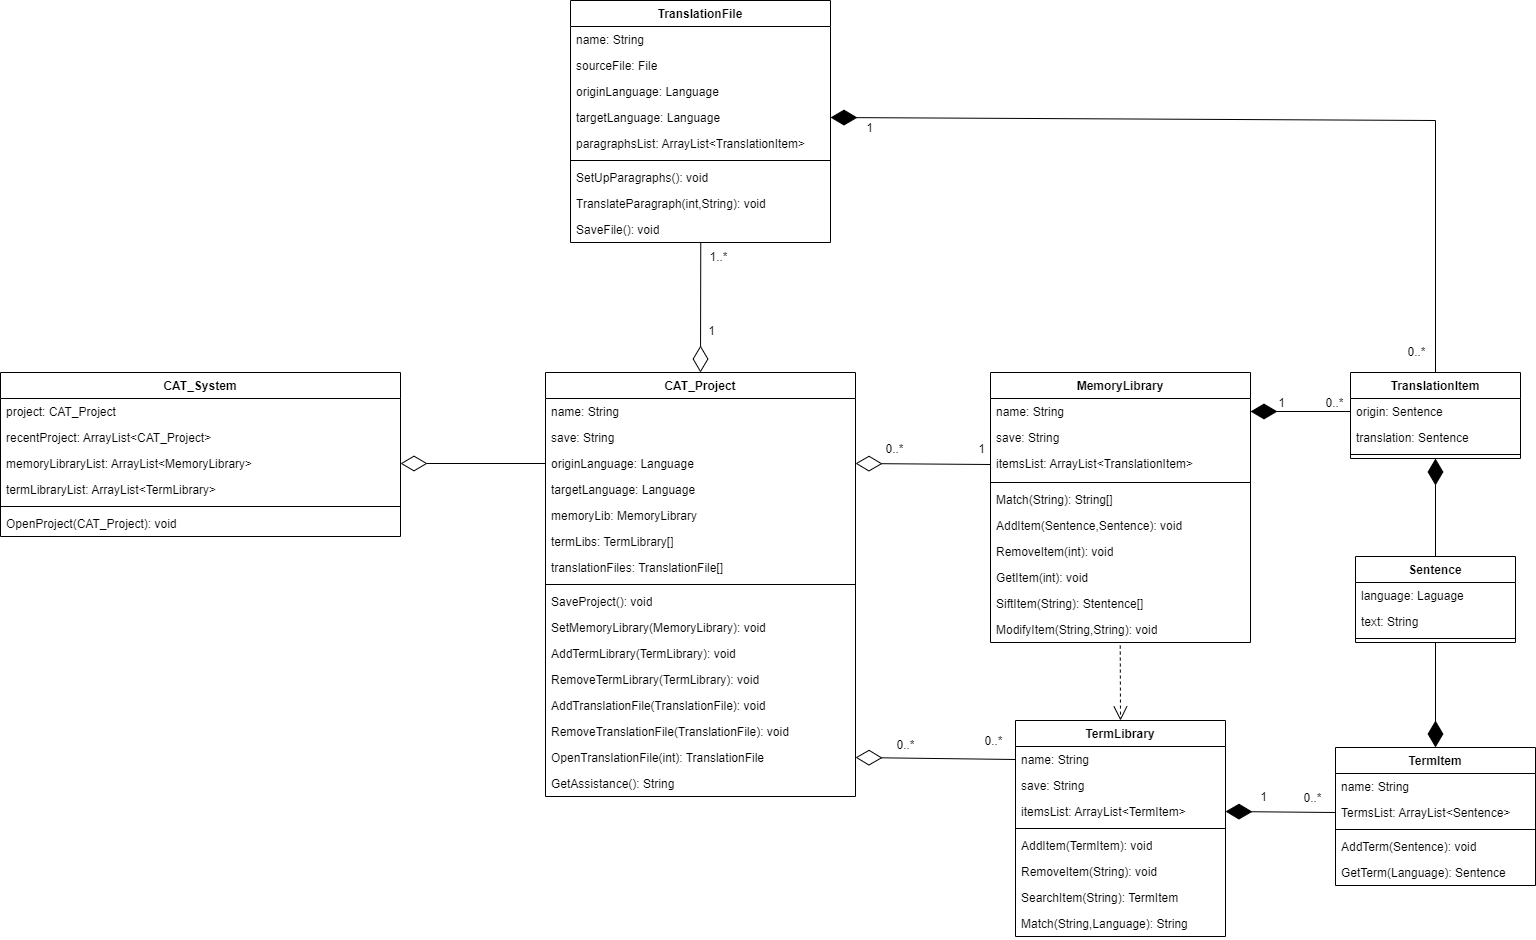 TranslationFile
name: String
sourceFile: File
originLanguage: Language
targetLanguage: Language
paragraphsList: ArrayList<TranslationItem>
SetUpParagraphs(): void
TranslateParagraph(int,String): void
SaveFile(): void
1
1..*
1
0..*
CAT_System
project: CAT_Project
recentProject: ArrayList<CAT_Project>
memoryLibraryList: ArrayList<MemoryLibrary>
termLibraryList: ArrayList<TermLibrary>
OpenProject(CAT_Project): void
CAT_Project
name: String
save: String
originLanguage: Language
targetLanguage: Language
memoryLib: MemoryLibrary
termLibs: TermLibrary[]
translationFiles: TranslationFile[]
SaveProject(): void
SetMemoryLibrary(MemoryLibrary): void
AddTermLibrary(TermLibrary): void
RemoveTermLibrary(TermLibrary): void
AddTranslationFile(TranslationFile): void
RemoveTranslationFile(TranslationFile): void
OpenTranslationFile(int): TranslationFile
GetAssistance(): String
0..*
1
0..*
0..*
MemoryLibrary
name: String
save: String
itemsList: ArrayList<TranslationItem>
Match(String): String[]
AddItem(Sentence,Sentence): void
RemoveItem(int): void
GetItem(int): void
SiftItem(String): Stentence[]
ModifyItem(String,String): void
1
0..*
TranslationItem
origin: Sentence
translation: Sentence
Sentence
language: Laguage
text: String
TermLibrary
name: String
save: String
itemsList: ArrayList<TermItem>
AddItem(TermItem): void
RemoveItem(String): void
SearchItem(String): TermItem
Match(String,Language): String
1
0..*
TermItem
name: String
TermsList: ArrayList<Sentence>
AddTerm(Sentence): void
GetTerm(Language): Sentence